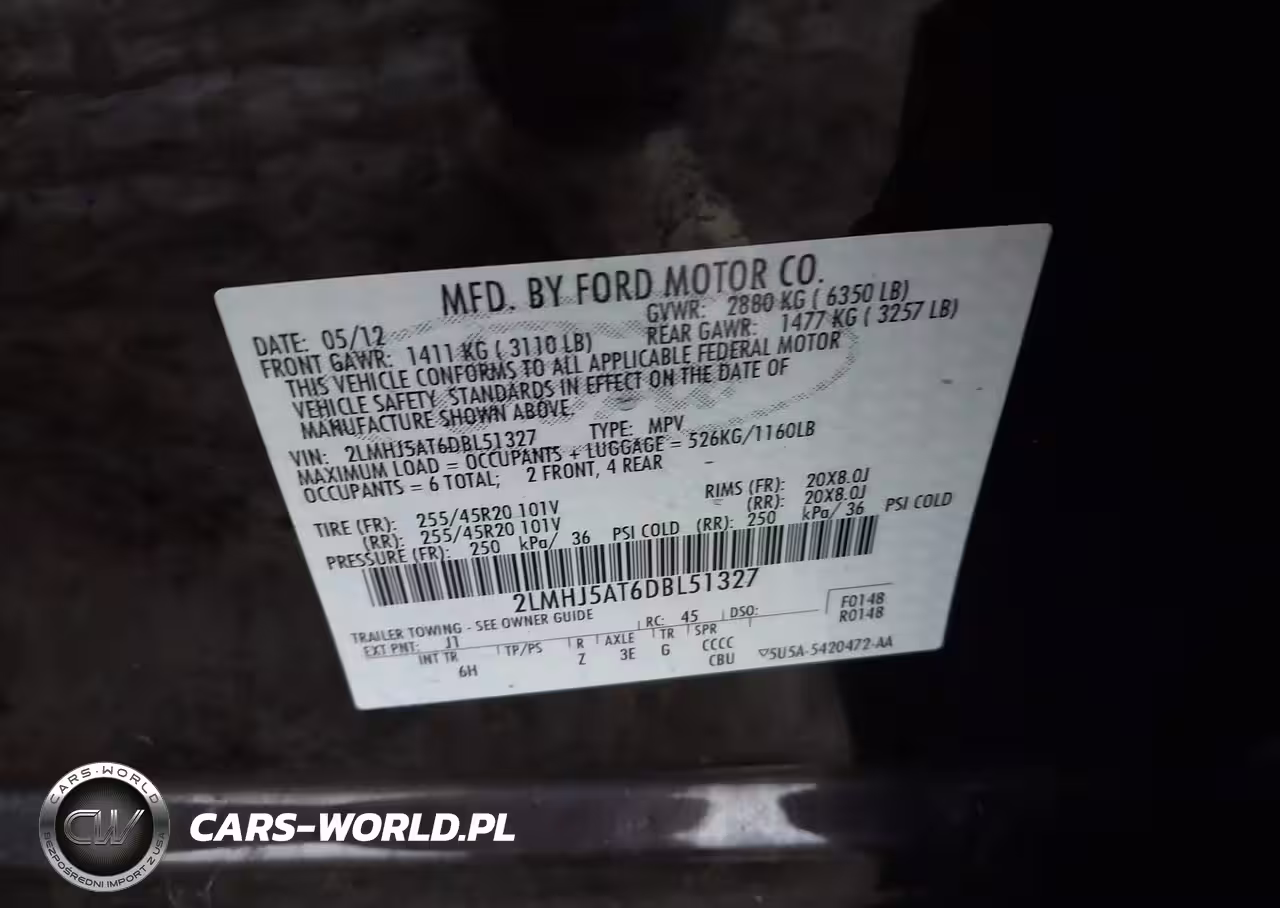 MFD. BY FORD MOTOR CO.
DATE: 05/12 GVWR: 2880 KG ( 6350 LB)
FRONT GAWR: 1411 KG ( 3110 LB) REAR GAWR: 1477 KG ( 3257 LB)
THIS VEHICLE CONFORMS TO ALL APPLICABLE FEDERAL MOTOR
VEHICLE SAFETY STANDARDS IN EFFECT ON THE DATE OF
MANUFACTURE SHOWN ABOVE.
VIN: 2LMHJ5AT6DBL51327 TYPE: MPV
MAXIMUM LOAD = OCCUPANTS + LUGGAGE = 526KG/1160LB
OCCUPANTS = 6 TOTAL; 2 FRONT, 4 REAR
TIRE (FR): 255/45R20 101V RIMS (FR): 20X8.0J
(RR): 255/45R20 101V (RR): 20X8.0J
PRESSURE (FR): 250 kPa/ 36 PSI COLD (RR): 250 kPa/ 36 PSI COLD
2LMHJ5AT6DBL51327
TRAILER TOWING - SEE OWNER GUIDE
EXT PNT: J1 RC: 45 DSO: F0148
R0148
INT TR TP/PS R AXLE TR SPR
6H Z 3E G CCCC
CBU
▽5U5A-5420472-AA
CARS-WORLD
CW
BEZPOŚREDNI IMPORT Z USA
CARS-WORLD.PL